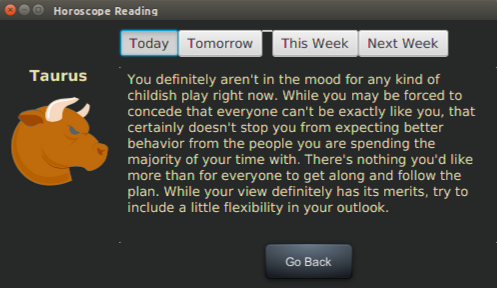 Horoscope Reading
Today Tomorrow This Week Next Week
Taurus
You definitely aren't in the mood for any kind of
childish play right now. While you may be forced to
concede that everyone can't be exactly like you, that
certainly doesn't stop you from expecting better
behavior from the people you are spending the
majority of your time with. There's nothing you'd like
more than for everyone to get along and follow the
plan. While your view definitely has its merits, try to
include a little flexibility in your outlook.
Go Back